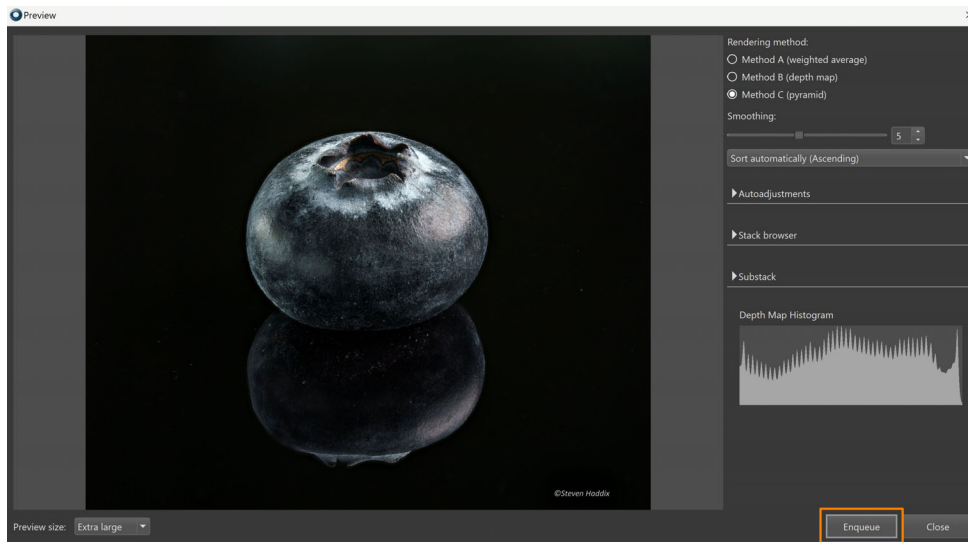 Preview
Rendering method:
Method A (weighted average)
Method B (depth map)
Method C (pyramid)
Smoothing:
5
Sort automatically (Ascending)
Autoadjustments
Stack browser
Substack
Depth Map Histogram
©Steven Haddix
Preview size: Extra large
Enqueue
Close